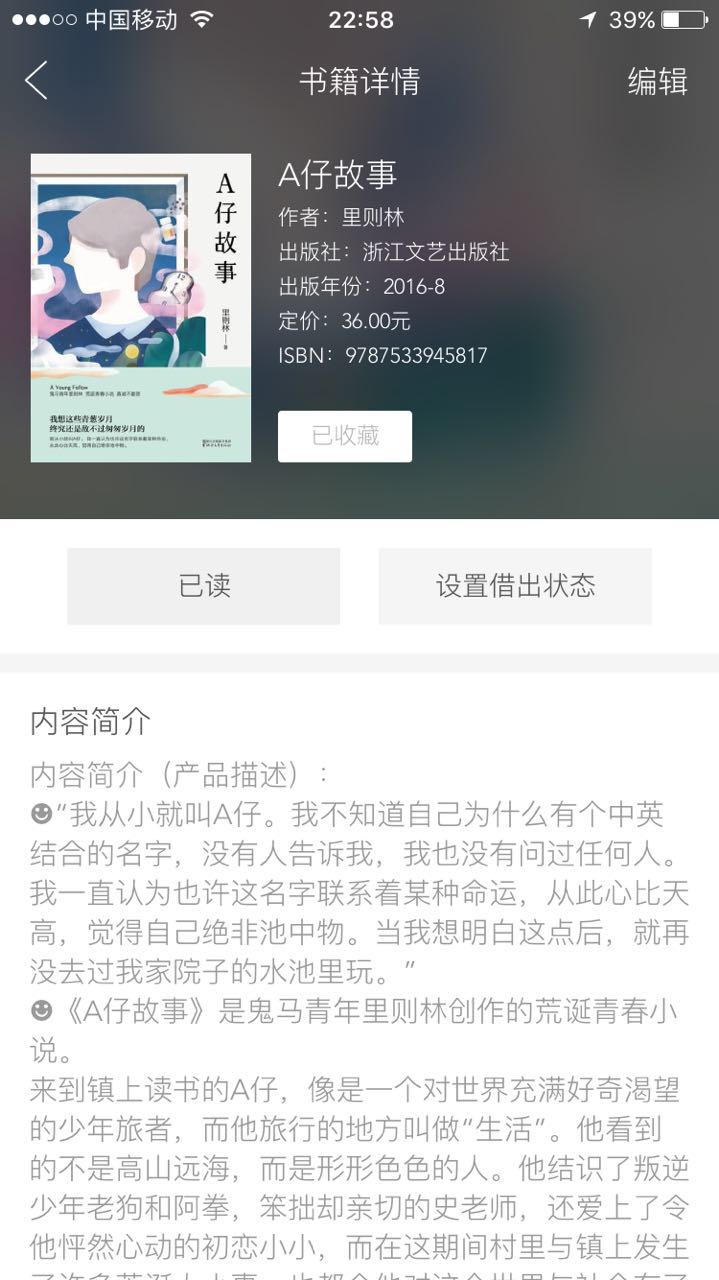 中国移动
22:58
39%
书籍详情
编辑
A仔故事
里则林
著
A Young Fellow
我想这些青葱岁月
终究还是敌不过匆匆岁月的
A仔故事
作者：里则林
出版社：浙江文艺出版社
出版年份：2016-8
定价：36.00元
ISBN：9787533945817
已收藏
已读
设置借出状态
内容简介
内容简介（产品描述）：
☻“我从小就叫A仔。我不知道自己为什么有个中英
结合的名字，没有人告诉我，我也没有问过任何人。
我一直认为也许这名字联系着某种命运，从此心比天
高，觉得自己绝非池中物。当我想明白这点后，就再
没去过我家院子的水池里玩。”
☻《A仔故事》是鬼马青年里则林创作的荒诞青春小
说。
来到镇上读书的A仔，像是一个对世界充满好奇渴望
的少年旅者，而他旅行的地方叫做“生活”。他看到
的不是高山远海，而是形形色色的人。他结识了叛逆
少年老狗和阿拳，笨拙却亲切的史老师，还爱上了令
他怦然心动的初恋小小，而在这期间村里与镇上发生